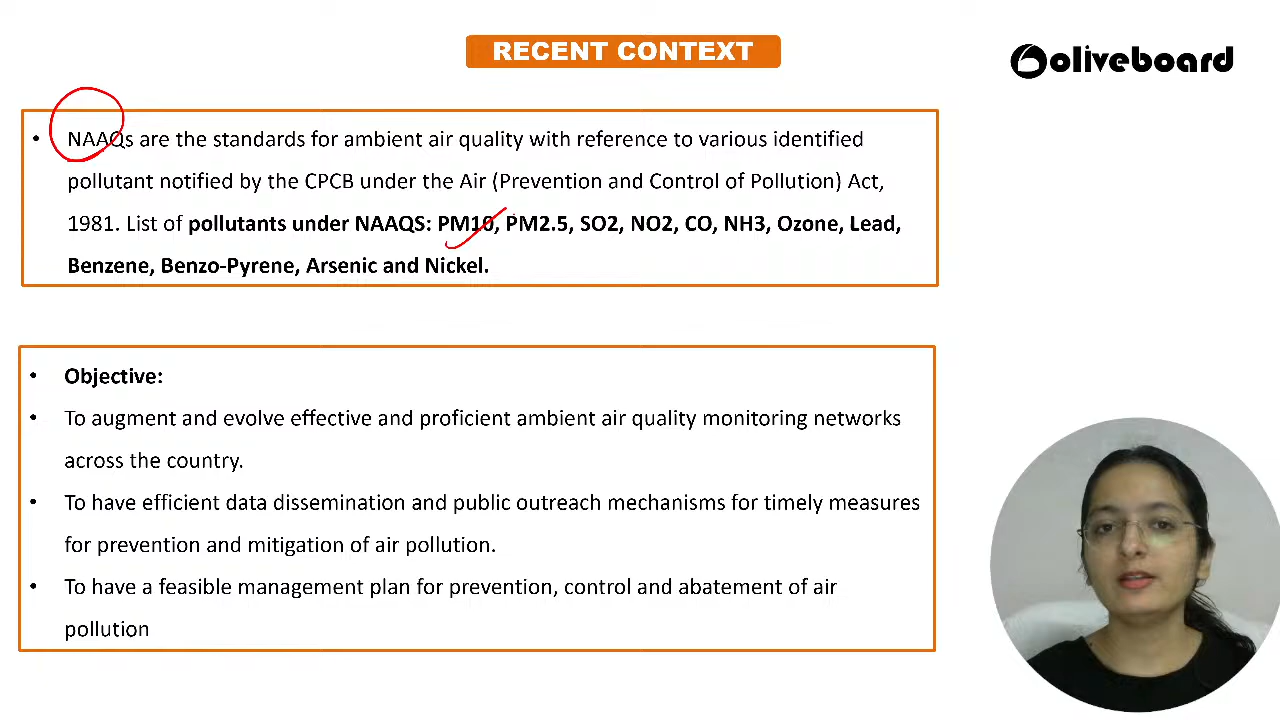 RECENT CONTEXT
oliveboard
• NAAQs are the standards for ambient air quality with reference to various identified
pollutant notified by the CPCB under the Air (Prevention and Control of Pollution) Act,
1981. List of pollutants under NAAQS: PM10, PM2.5, SO2, NO2, CO, NH3, Ozone, Lead,
Benzene, Benzo-Pyrene, Arsenic and Nickel.
• Objective:
• To augment and evolve effective and proficient ambient air quality monitoring networks
across the country.
• To have efficient data dissemination and public outreach mechanisms for timely measures
for prevention and mitigation of air pollution.
• To have a feasible management plan for prevention, control and abatement of air
pollution